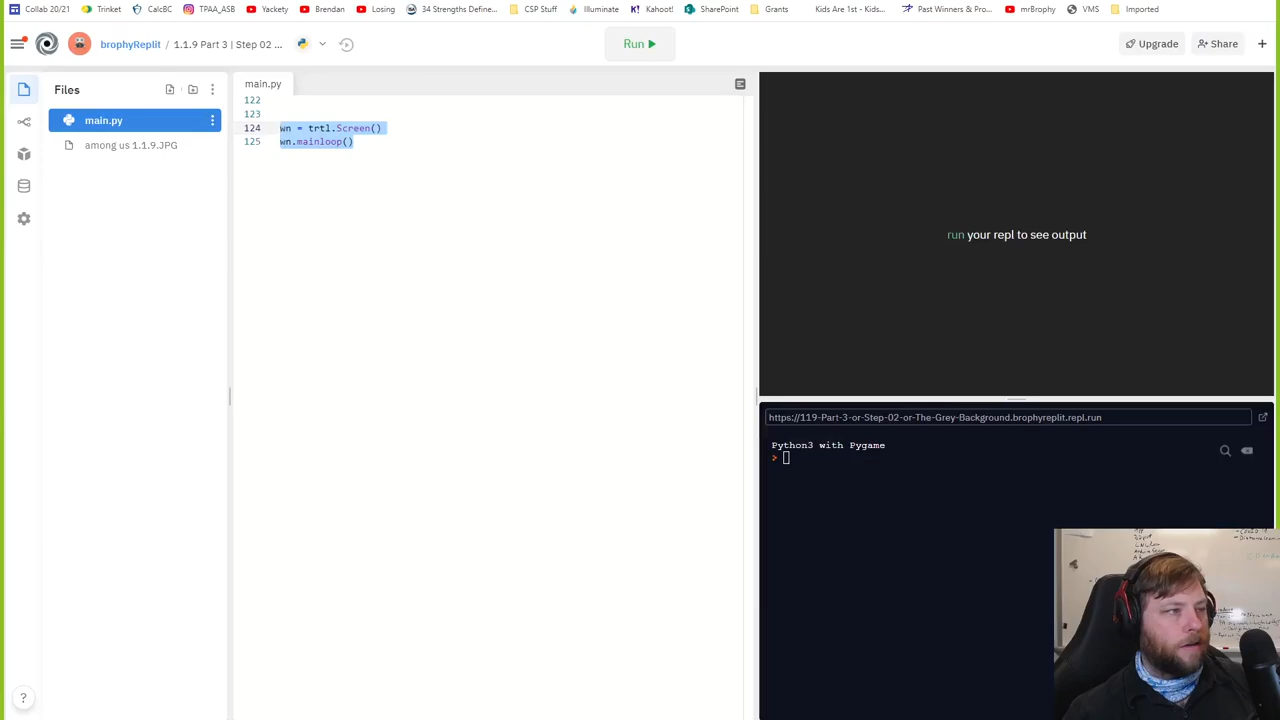 Collab 20/21 Trinket CalcBC TPAA_ASB Yackety Brendan Losing 34 Strengths Define... CSP Stuff Illuminate Kahoot! SharePoint Grants Kids Are 1st - Kids... Past Winners & Pro... mrBrophy VMS Imported
brophyReplit / 1.1.9 Part 3 | Step 02 ... Run Upgrade Share +
Files
main.py
among us 1.1.9.JPG
main.py
122
123
124 wn = trtl.Screen()
125 wn.mainloop()
run your repl to see output
https://119-Part-3-or-Step-02-or-The-Grey-Background.brophyreplit.repl.run
Python3 with Pygame
>
?